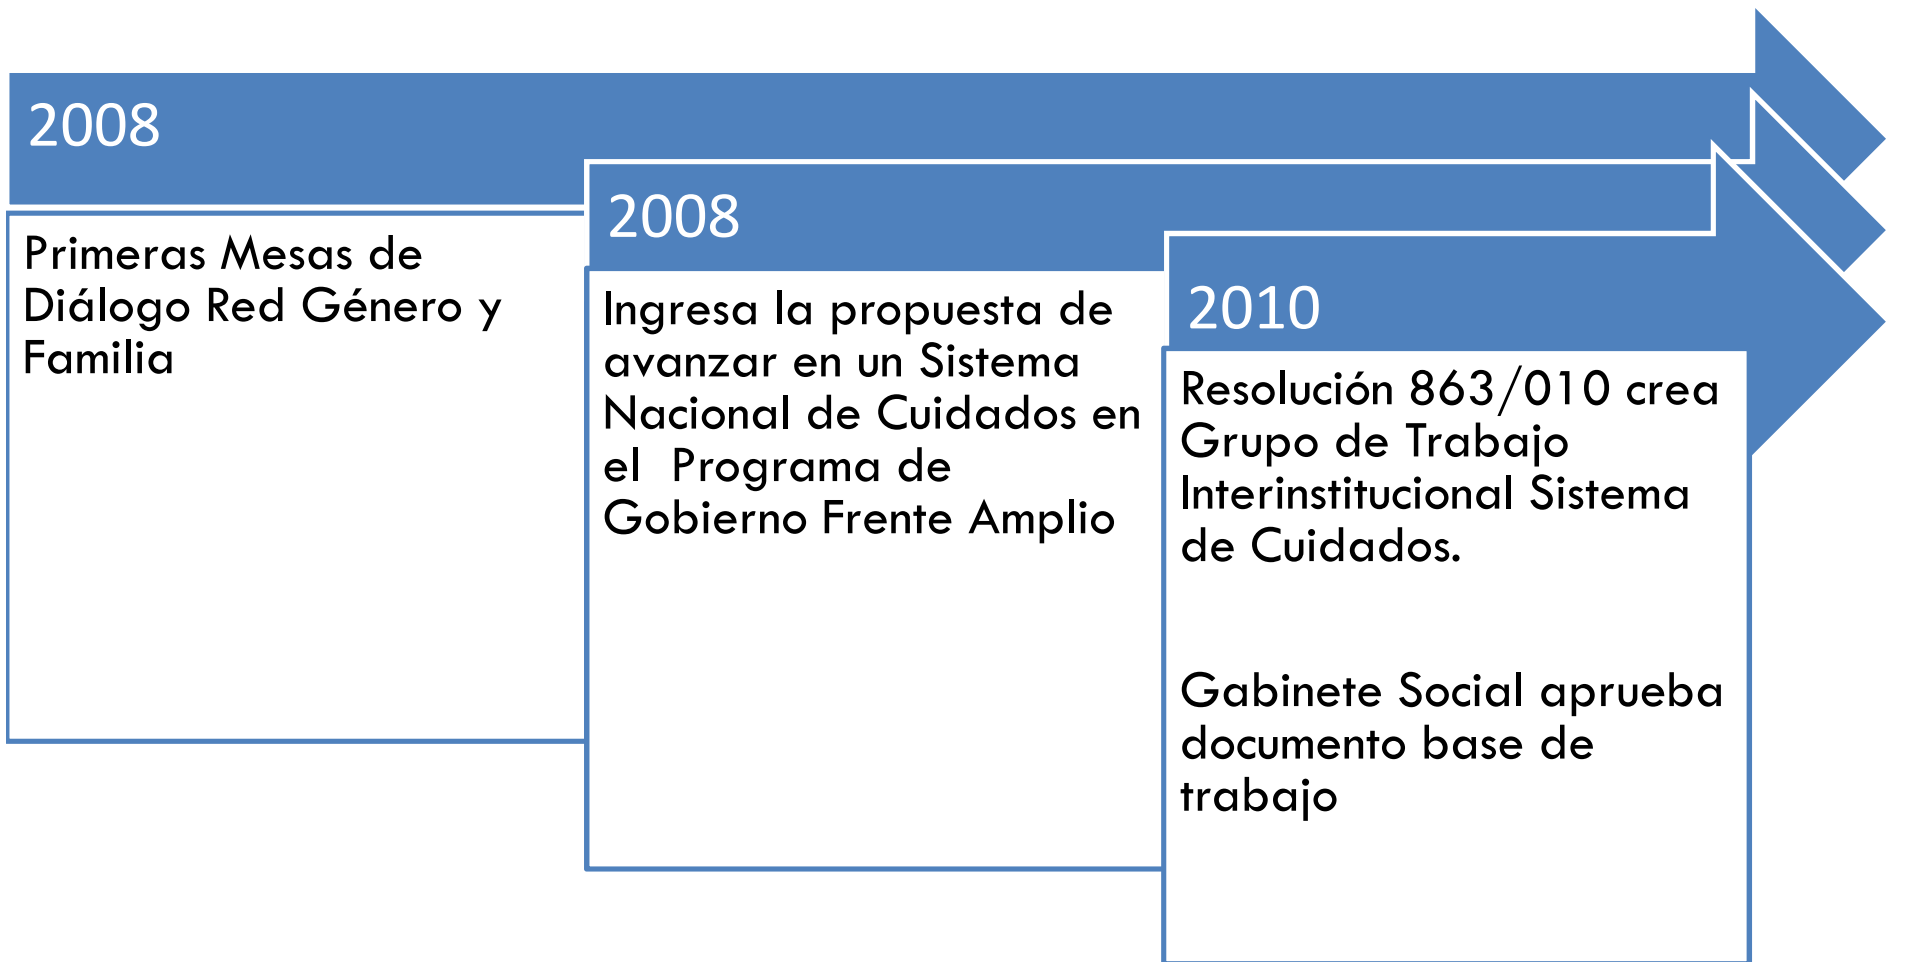 2008
Primeras Mesas de
Diálogo Red Género y
Familia
2008
Ingresa la propuesta de
avanzar en un Sistema
Nacional de Cuidados en
el  Programa de
Gobierno Frente Amplio
2010
Resolución 863/010 crea
Grupo de Trabajo
Interinstitucional Sistema
de Cuidados.
Gabinete Social aprueba
documento base de
trabajo